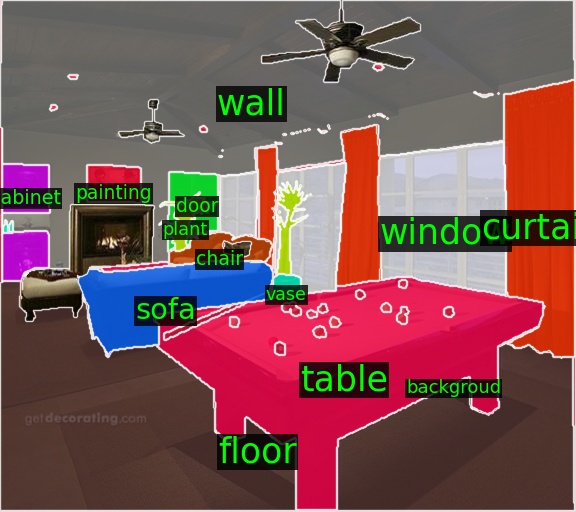 wall
abinet
painting
door
plant
windo
curtai
chair
sofa
vase
table
backgroud
getdecorating.com
floor